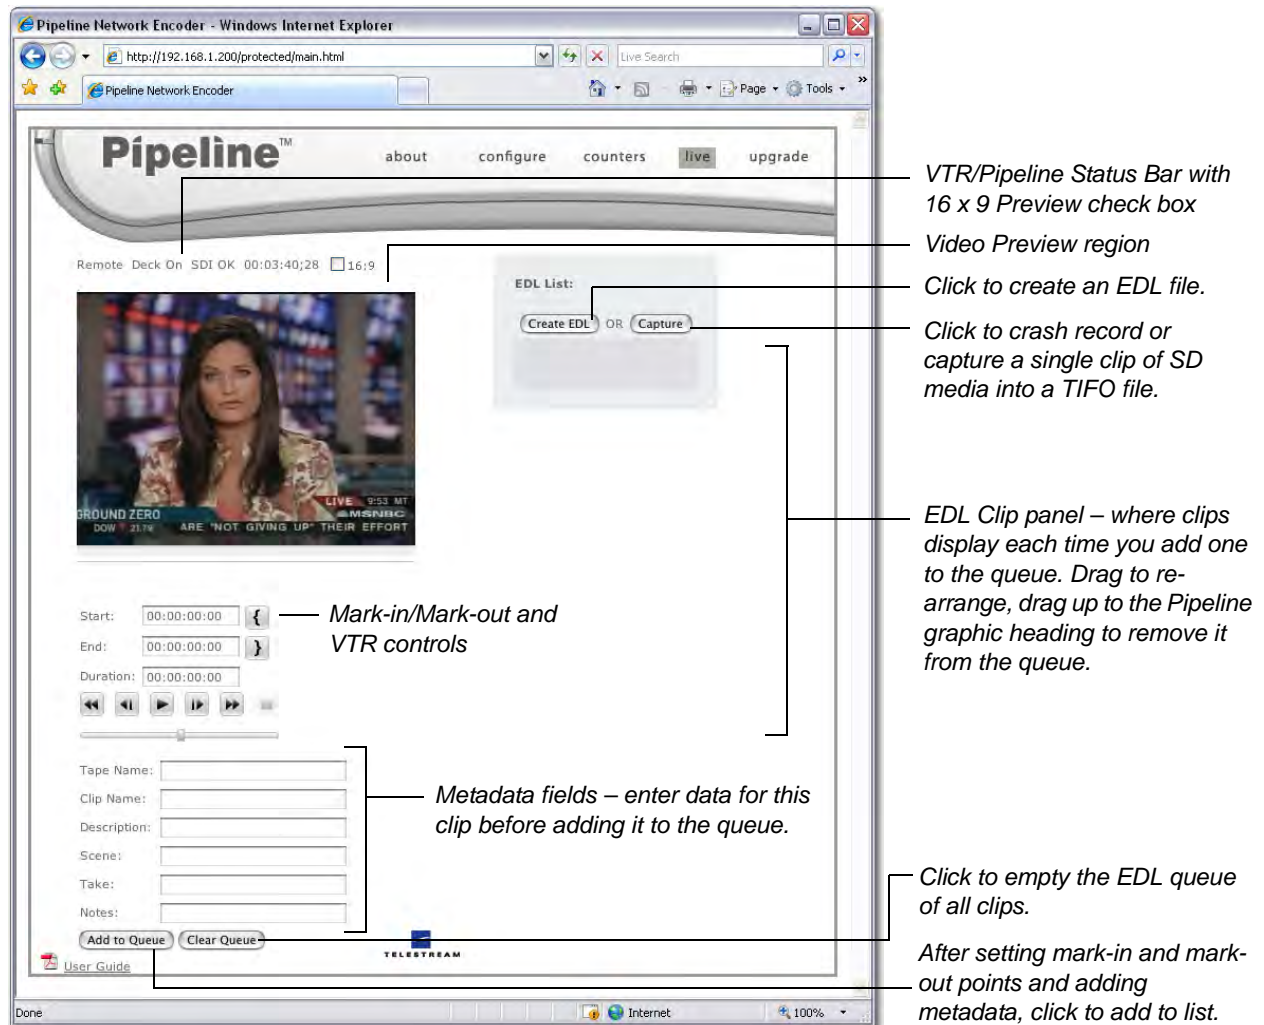 Pipeline Network Encoder - Windows Internet Explorer
http://192.168.1.200/protected/main.html
Live Search
Pipeline Network Encoder
Page
Tools
»
Pipeline™
about
configure
counters
live
upgrade
VTR/Pipeline Status Bar with
16 x 9 Preview check box
Video Preview region
Remote Deck On SDI OK 00:03:40;28 16:9
EDL List:
Click to create an EDL file.
Create EDL OR Capture
Click to crash record or
capture a single clip of SD
media into a TIFO file.
LIVE 9:53 MT
GROUND ZERO
MSNBC
DOW 21.79 ARE "NOT GIVING UP" THEIR EFFORT
EDL Clip panel – where clips
display each time you add one
to the queue. Drag to re-
arrange, drag up to the Pipeline
graphic heading to remove it
from the queue.
Start: 00:00:00:00 {
Mark-in/Mark-out and
VTR controls
End: 00:00:00:00 }
Duration: 00:00:00:00
Tape Name:
Clip Name:
Description:
Scene:
Take:
Notes:
Metadata fields – enter data for this
clip before adding it to the queue.
Click to empty the EDL queue
of all clips.
Add to Queue Clear Queue
TELESTREAM
User Guide
After setting mark-in and mark-
out points and adding
metadata, click to add to list.
Done
Internet
100%